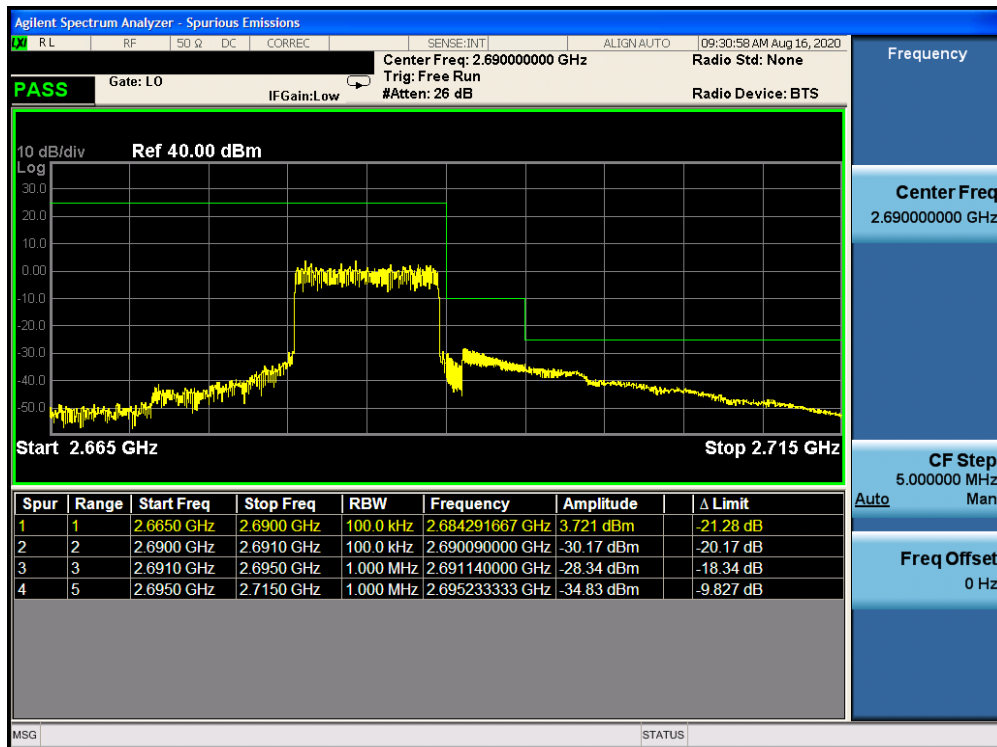 Agilent Spectrum Analyzer - Spurious Emissions
LXI RL RF 50 Ω DC CORREC SENSE:INT ALIGN AUTO 09:30:58 AM Aug 16, 2020
Center Freq: 2.690000000 GHz Radio Std: None
PASS Gate: LO Trig: Free Run
IFGain:Low #Atten: 26 dB Radio Device: BTS
10 dB/div Ref 40.00 dBm
Log
30.0
20.0
10.0
0.00
-10.0
-20.0
-30.0
-40.0
-50.0
Start 2.665 GHz Stop 2.715 GHz
Spur Range Start Freq Stop Freq RBW Frequency Amplitude Δ Limit
1 1 2.6650 GHz 2.6900 GHz 100.0 kHz 2.684291667 GHz 3.721 dBm -21.28 dB
2 2 2.6900 GHz 2.6910 GHz 100.0 kHz 2.690090000 GHz -30.17 dBm -20.17 dB
3 3 2.6910 GHz 2.6950 GHz 1.000 MHz 2.691140000 GHz -28.34 dBm -18.34 dB
4 5 2.6950 GHz 2.7150 GHz 1.000 MHz 2.695233333 GHz -34.83 dBm -9.827 dB
MSG STATUS
Frequency
Center Freq
2.690000000 GHz
CF Step
5.000000 MHz
Auto Man
Freq Offset
0 Hz